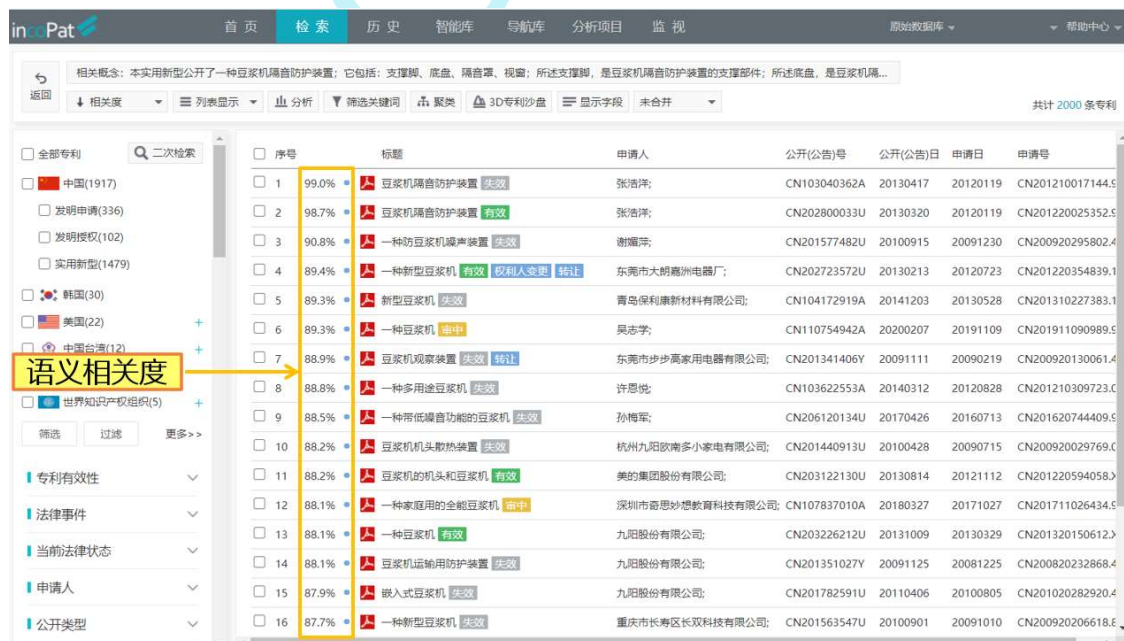 incoPat
首 页 检 索 历 史 智能库 导航库 分析项目 监 视 原始数据库 帮助中心
返回
相关概念：本实用新型公开了一种豆浆机隔音防护装置；它包括：支撑脚、底盘、隔音罩、视窗；所述支撑脚，是豆浆机隔音防护装置的支撑部件；所述底盘，是豆浆机隔...
相关度 列表显示 分析 筛选关键词 聚类 3D专利沙盘 显示字段 未合并
共计 2000 条专利
全部专利 二次检索
中国(1917)
发明申请(336)
发明授权(102)
实用新型(1479)
韩国(30)
美国(22)
中国台湾(12)
语义相关度
世界知识产权组织(5)
筛选 过滤 更多>>
专利有效性
法律事件
当前法律状态
申请人
公开类型
序号 标题 申请人 公开(公告)号 公开(公告)日 申请日 申请号
1 99.0% 豆浆机隔音防护装置 失效 张浩洋; CN103040362A 20130417 20120119 CN201210017144.9
2 98.7% 豆浆机隔音防护装置 有效 张浩洋; CN202800033U 20130320 20120119 CN201220025352.9
3 90.8% 一种防豆浆机噪声装置 失效 谢媚萍; CN201577482U 20100915 20091230 CN200920295802.4
4 89.4% 一种新型豆浆机 有效 权利人变更 转让 东莞市大朗嘉洲电器厂; CN202723572U 20130213 20120723 CN201220354839.1
5 89.3% 新型豆浆机 失效 青岛保利康新材料有限公司; CN104172919A 20141203 20130528 CN201310227383.1
6 89.3% 一种豆浆机 审中 吴志学; CN110754942A 20200207 20191109 CN201911090989.9
7 88.9% 豆浆机观察装置 失效 转让 东莞市步步高家用电器有限公司; CN201341406Y 20091111 20090219 CN200920130061.4
8 88.8% 一种多用途豆浆机 失效 许恩悦; CN103622553A 20140312 20120828 CN201210309723.0
9 88.5% 一种带低噪音功能的豆浆机 失效 孙梅军; CN206120134U 20170426 20160713 CN201620744409.9
10 88.2% 豆浆机机头散热装置 失效 杭州九阳欧南多小家电有限公司; CN201440913U 20100428 20090715 CN200920029769.0
11 88.2% 豆浆机的机头和豆浆机 有效 美的集团股份有限公司; CN203122130U 20130814 20121112 CN201220594058.X
12 88.1% 一种家庭用的全能豆浆机 审中 深圳市奇思妙想教育科技有限公司; CN107837010A 20180327 20171027 CN201711026434.9
13 88.1% 一种豆浆机 有效 九阳股份有限公司; CN203226212U 20131009 20130329 CN201320150612.X
14 88.1% 豆浆机运输用防护装置 失效 九阳股份有限公司; CN201351027Y 20091125 20081225 CN200820232868.4
15 87.9% 嵌入式豆浆机 失效 九阳股份有限公司; CN201782591U 20110406 20100805 CN201020282920.4
16 87.7% 一种新型豆浆机 失效 重庆市长寿区长双科技有限公司; CN201563547U 20100901 20091010 CN200920206618.8